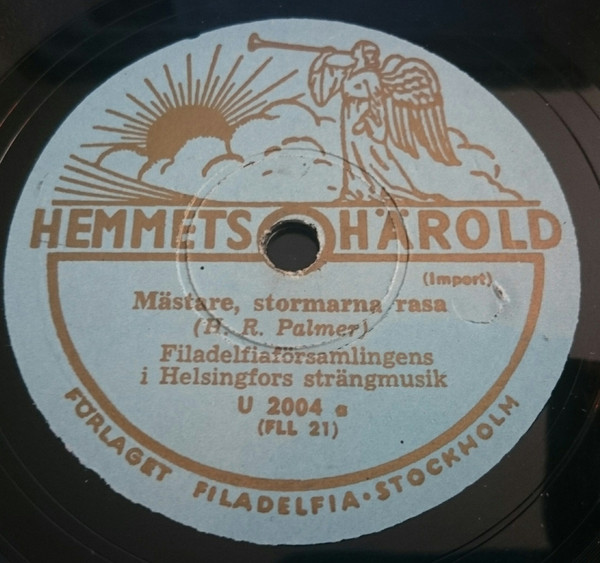 HEMMETS HÄROLD
(Import)
Mästare, stormarna rasa
(H. R. Palmer)
Filadelfiaförsamlingens
i Helsingfors strängmusik
U 2004 a
(FLL 21)
FÖRLAGET FILADELFIA · STOCKHOLM